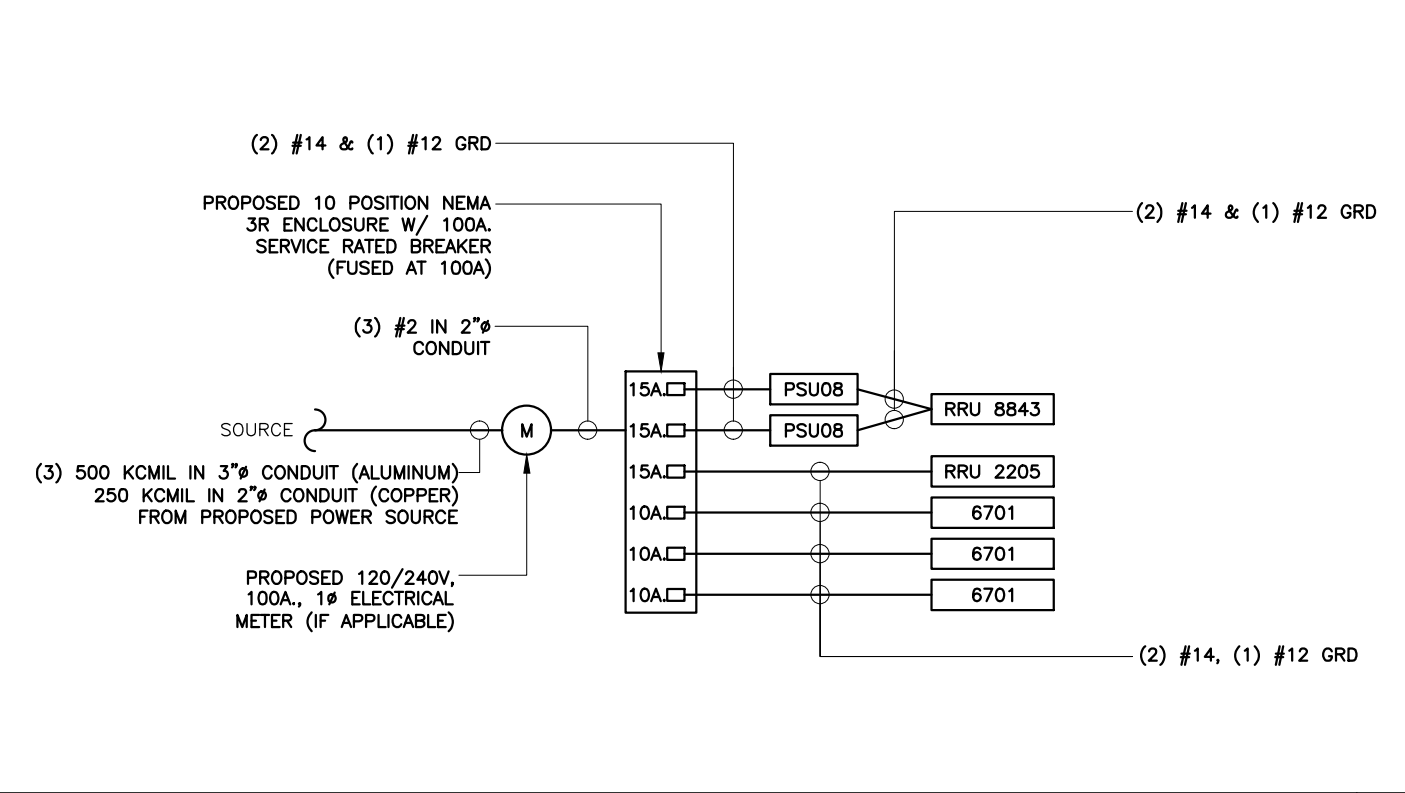 (2) #14 & (1) #12 GRD
PROPOSED 10 POSITION NEMA
3R ENCLOSURE W/ 100A.
SERVICE RATED BREAKER
(FUSED AT 100A)
(2) #14 & (1) #12 GRD
(3) #2 IN 2"ø
CONDUIT
15A.
PSU08
RRU 8843
SOURCE
M
15A.
PSU08
(3) 500 KCMIL IN 3"ø CONDUIT (ALUMINUM)
250 KCMIL IN 2"ø CONDUIT (COPPER)
FROM PROPOSED POWER SOURCE
15A.
RRU 2205
10A.
6701
10A.
6701
10A.
6701
PROPOSED 120/240V,
100A., 1ø ELECTRICAL
METER (IF APPLICABLE)
(2) #14, (1) #12 GRD